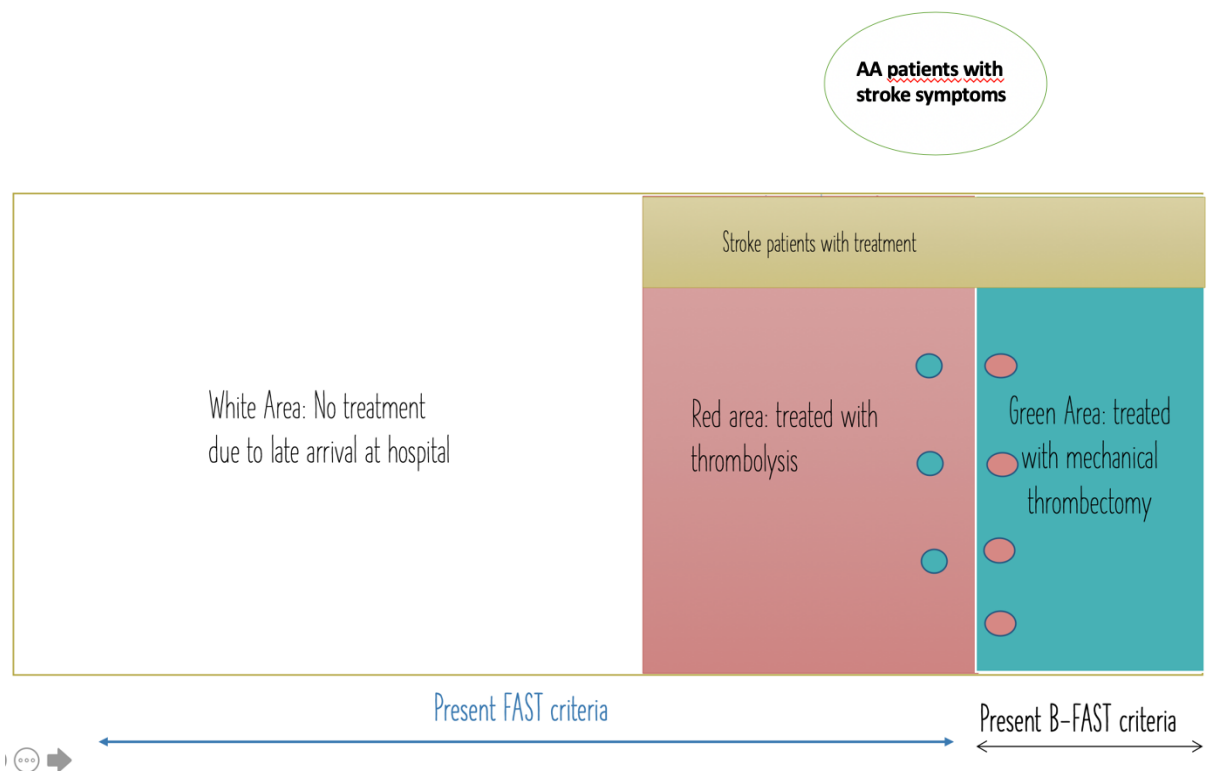 AA patients with
stroke symptoms
Stroke patients with treatment
White Area: No treatment
due to late arrival at hospital
Red area: treated with
thrombolysis
Green Area: treated
with mechanical
thrombectomy
Present FAST criteria
Present B-FAST criteria